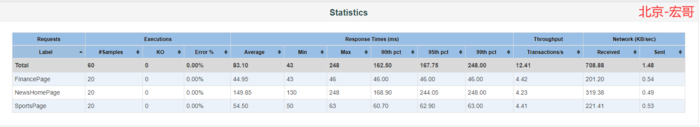 Statistics
北京-宏哥
Requests Executions Response Times (ms) Throughput Network (KB/sec)
Label #Samples KO Error % Average Min Max 90th pct 95th pct 99th pct Transactions/s Received Sent
Total 60 0 0.00% 83.10 43 248 162.50 167.75 248.00 12.41 708.88 1.48
FinancePage 20 0 0.00% 44.95 43 46 46.00 46.00 46.00 4.42 201.20 0.54
NewsHomePage 20 0 0.00% 149.85 130 248 168.90 244.05 248.00 4.23 319.38 0.49
SportsPage 20 0 0.00% 54.50 50 63 60.70 62.90 63.00 4.41 221.41 0.53